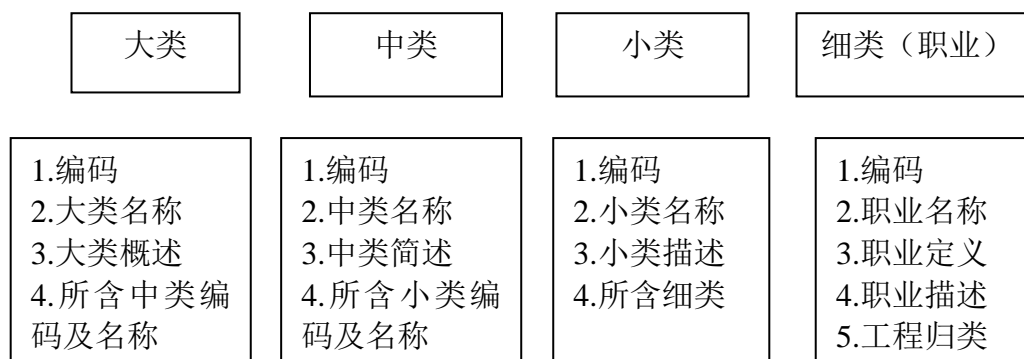 大类
中类
小类
细类（职业）
1.编码
2.大类名称
3.大类概述
4.所含中类编
码及名称
1.编码
2.中类名称
3.中类简述
4.所含小类编
码及名称
1.编码
2.小类名称
3.小类描述
4.所含细类
1.编码
2.职业名称
3.职业定义
4.职业描述
5.工程归类